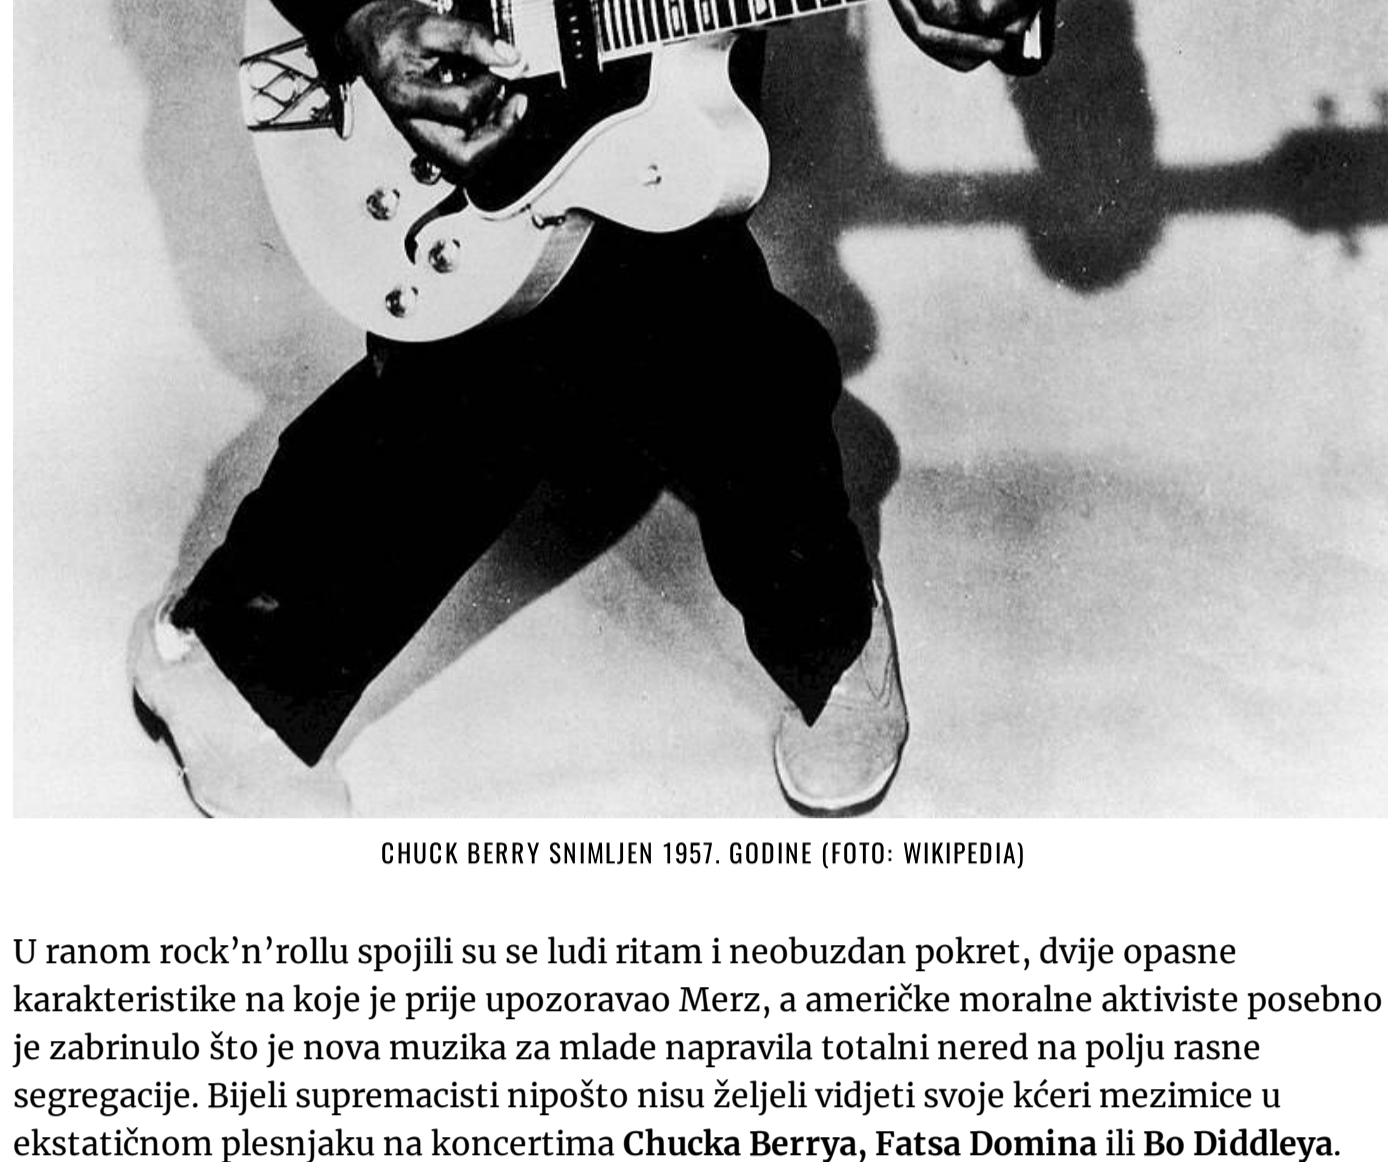 CHUCK BERRY SNIMLJEN 1957. GODINE (FOTO: WIKIPEDIA)
U ranom rock’n’rollu spojili su se ludi ritam i neobuzdan pokret, dvije opasne
karakteristike na koje je prije upozoravao Merz, a američke moralne aktiviste posebno
je zabrinulo što je nova muzika za mlade napravila totalni nered na polju rasne
segregacije. Bijeli supremacisti nipošto nisu željeli vidjeti svoje kćeri mezimice u
ekstatičnom plesnjaku na koncertima Chucka Berrya, Fatsa Domina ili Bo Diddleya.